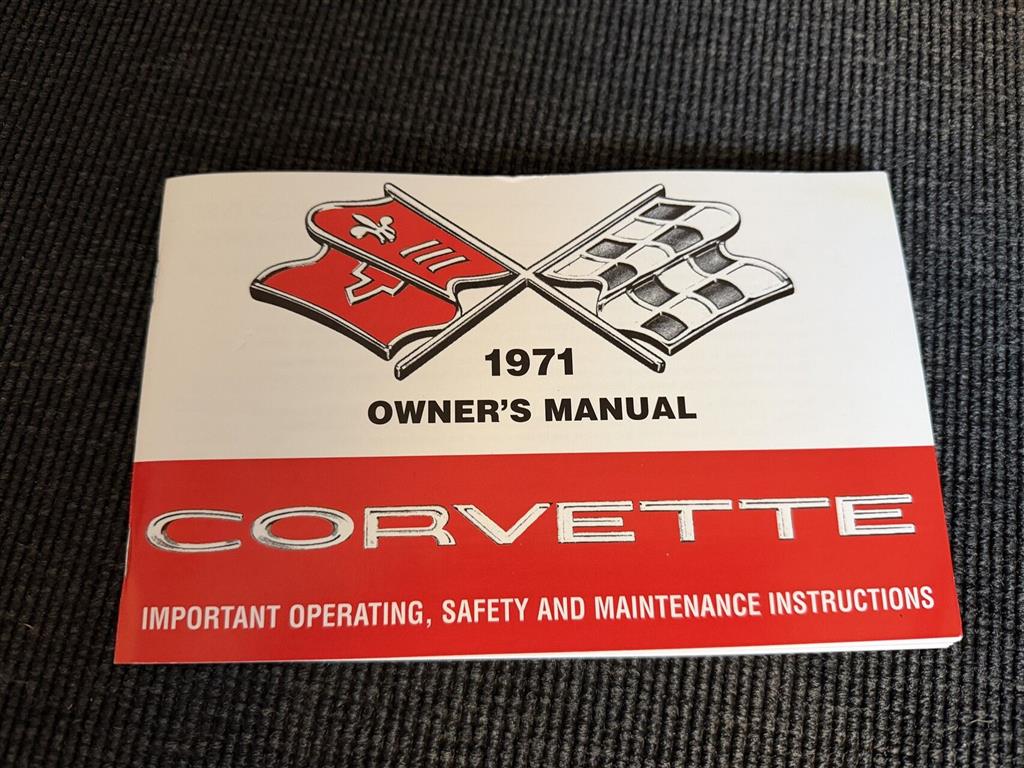 1971
OWNER'S MANUAL
CORVETTE
IMPORTANT OPERATING, SAFETY AND MAINTENANCE INSTRUCTIONS